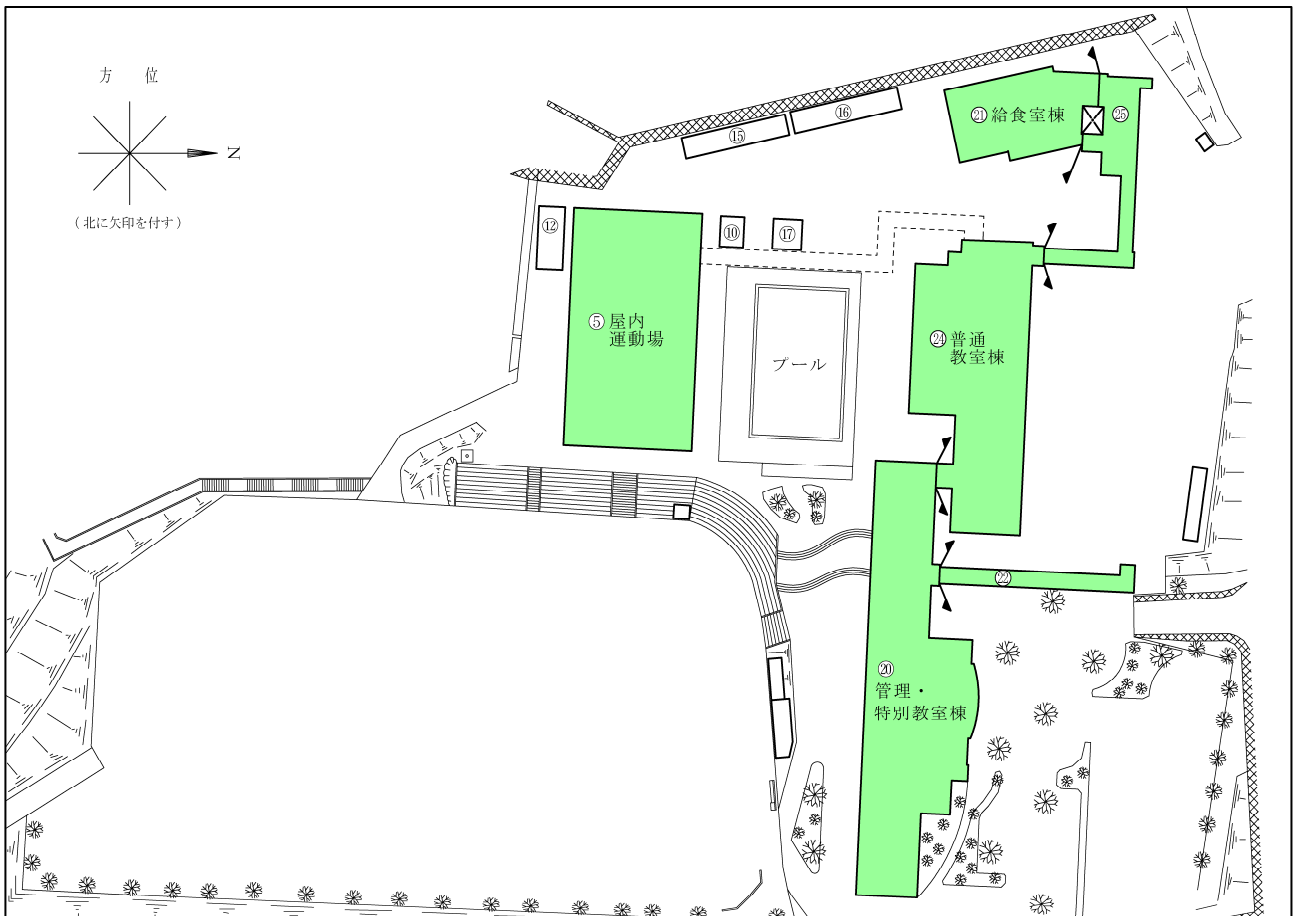 方 位
N
(北に矢印を付す)
⑮
⑯
㉑給食室棟
㉕
⑫
⑩
⑰
⑤屋内
運動場
プール
㉔普通
教室棟
㉒
⑳
管理・
特別教室棟